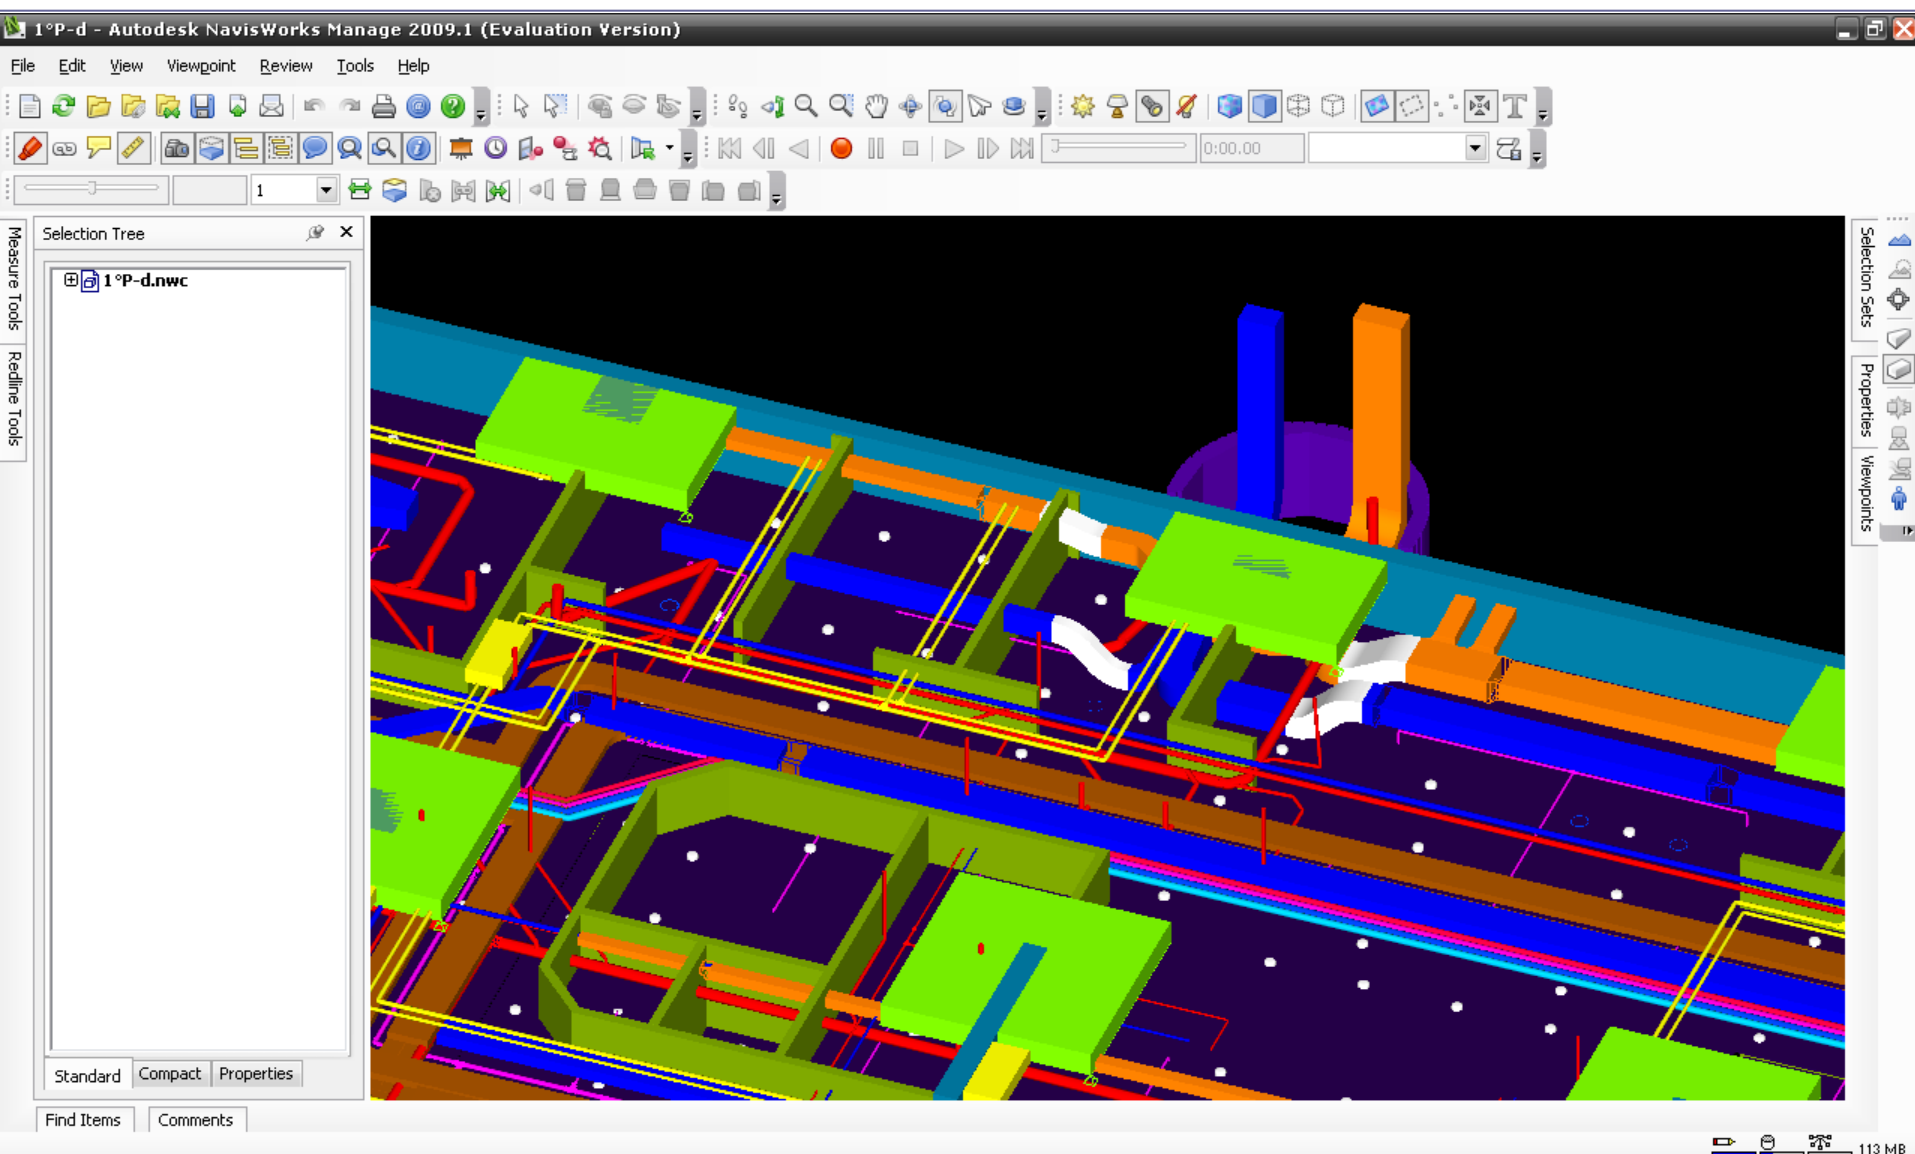 1°P-d - Autodesk NavisWorks Manage 2009.1 (Evaluation Version)
File Edit View Viewpoint Review Tools Help
0:00.00
1
Measure Tools
Redline Tools
Selection Tree
1°P-d.nwc
Standard Compact Properties
Find Items Comments
Selection Sets
Properties
Viewpoints
113 MB